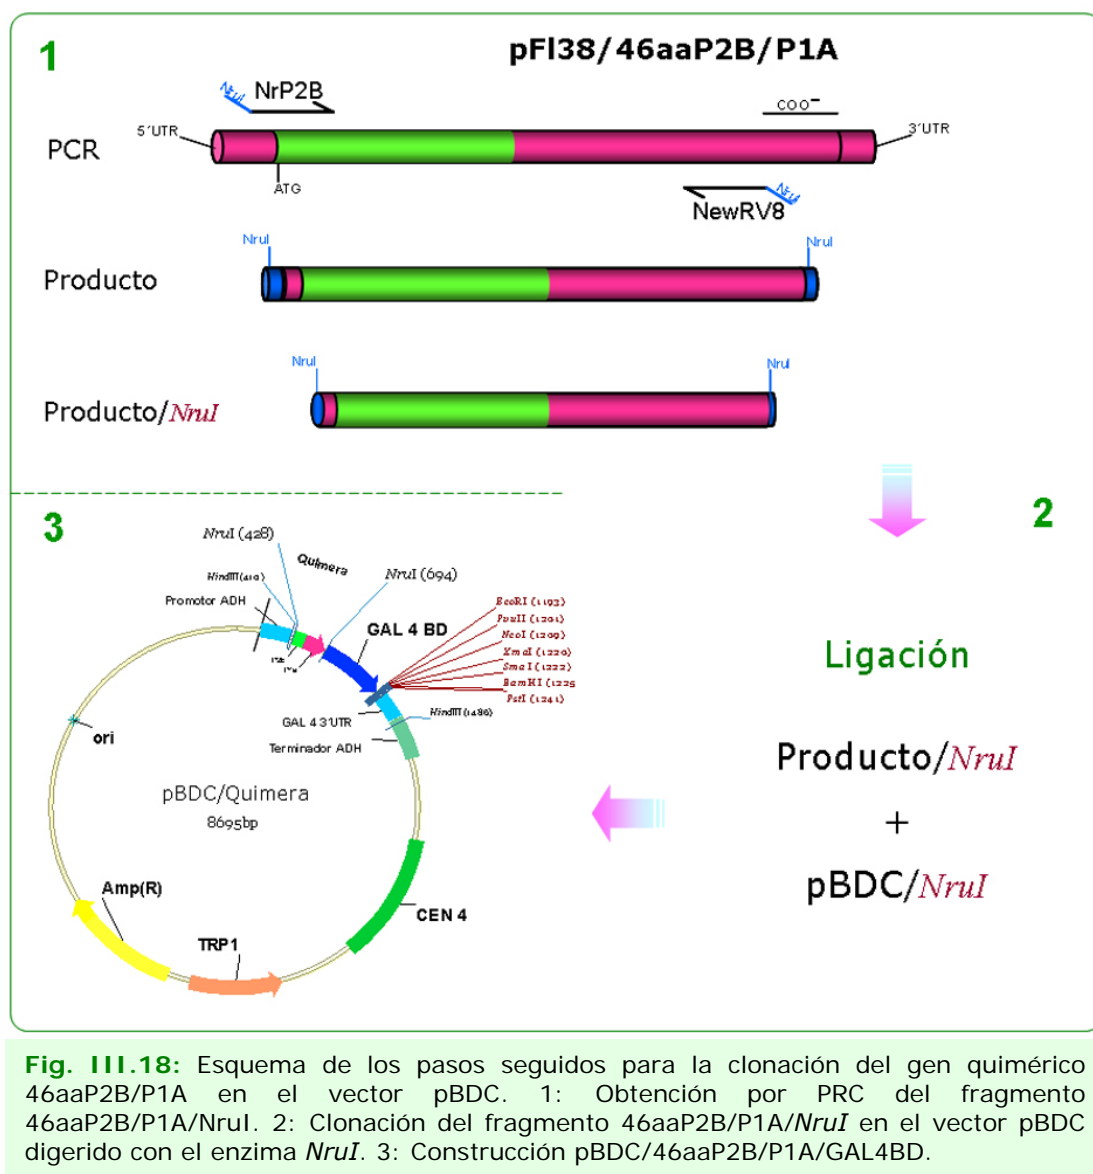 1
pFl38/46aaP2B/P1A
NruI
NrP2B
coo⁻
5´UTR
3´UTR
PCR
ATG
NruI
NewRV8
NruI
NruI
Producto
NruI
NruI
Producto/NruI
3
2
NruI (428)
Quimera
HindIII (410)
NruI (694)
Promotor ADH
GAL 4 BD
EcoRI (1193)
PvuII (1201)
NcoI (1209)
XmaI (1220)
SmaI (1222)
BamHI (1225
PstI (1241)
GAL 4 3'UTR
HindIII (1486)
Terminador ADH
ori
pBDC/Quimera
8695bp
Amp(R)
CEN 4
TRP1
Ligación
Producto/NruI
+
pBDC/NruI
Fig. III.18: Esquema de los pasos seguidos para la clonación del gen quimérico
46aaP2B/P1A en el vector pBDC. 1: Obtención por PRC del fragmento
46aaP2B/P1A/NruI. 2: Clonación del fragmento 46aaP2B/P1A/NruI en el vector pBDC
digerido con el enzima NruI. 3: Construcción pBDC/46aaP2B/P1A/GAL4BD.